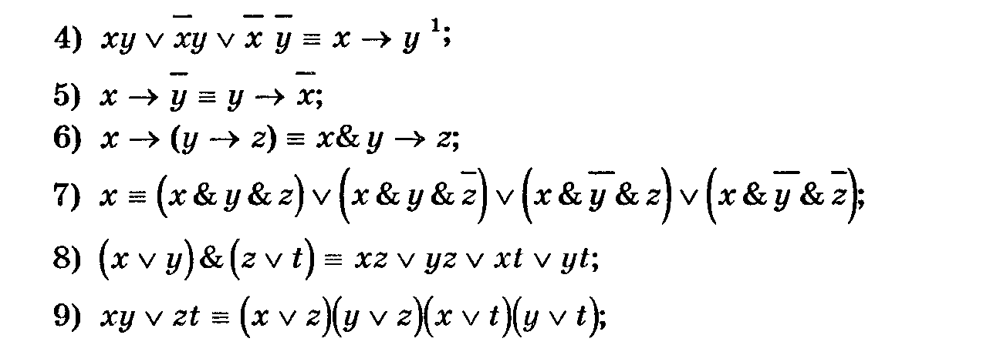 4) xy ∨ x̅y ∨ x̅ y̅ ≡ x → y ¹;
5) x → y̅ ≡ y → x̅;
6) x → (y → z) ≡ x& y → z;
7) x ≡ (x & y & z) ∨ (x & y & z̅) ∨ (x & y̅ & z) ∨ (x & y̅ & z̅);
8) (x ∨ y)&(z ∨ t) ≡ xz ∨ yz ∨ xt ∨ yt;
9) xy ∨ zt ≡ (x ∨ z)(y ∨ z)(x ∨ t)(y ∨ t);